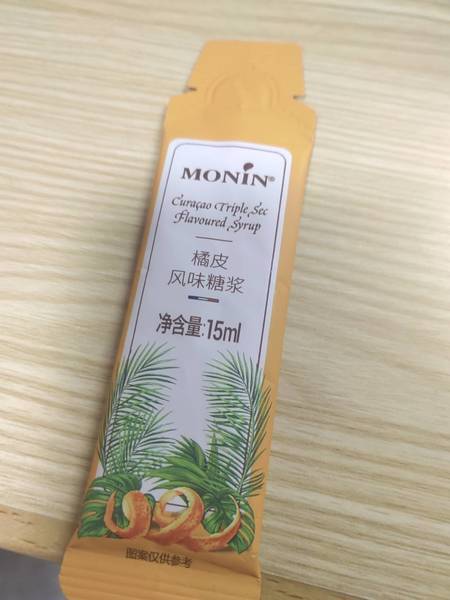 MONIN®
Curaçao Triple Sec
Flavoured Syrup
橘皮
风味糖浆
净含量:15ml
图案仅供参考